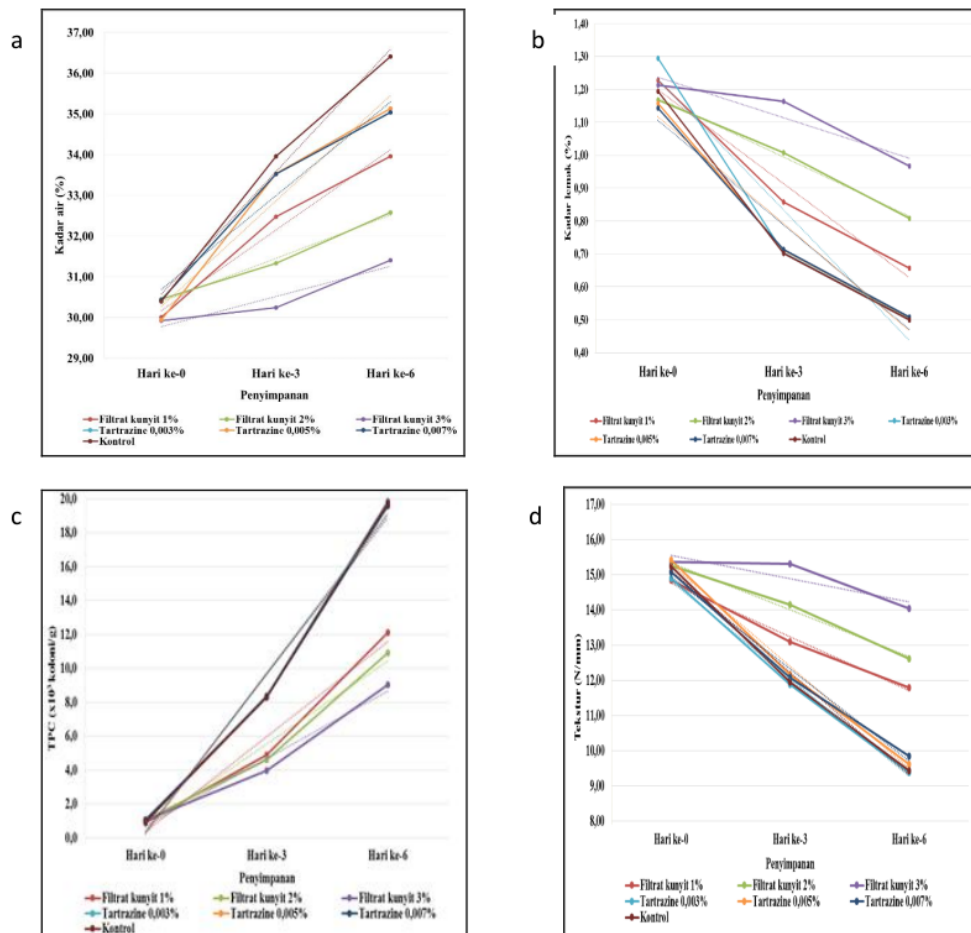 a
37,00
36,00
35,00
34,00
33,00
32,00
31,00
30,00
29,00
Kadar air (%)
Hari ke-0 Hari ke-3 Hari ke-6
Penyimpanan
Filtrat kunyit 1% Filtrat kunyit 2% Filtrat kunyit 3%
Tartrazine 0,003% Tartrazine 0,005% Tartrazine 0,007%
Kontrol
b
1,40
1,30
1,20
1,10
1,00
0,90
0,80
0,70
0,60
0,50
0,40
Kadar lemak (%)
Hari ke-0 Hari ke-3 Hari ke-6
Penyimpanan
Filtrat kunyit 1% Filtrat kunyit 2% Filtrat kunyit 3% Tartrazine 0,003%
Tartrazine 0,005% Tartrazine 0,007% Kontrol
c
20,0
18,0
16,0
14,0
12,0
10,0
8,0
6,0
4,0
2,0
0,0
TPC (x10³ koloni/g)
Hari ke-0 Hari ke-3 Hari ke-6
Penyimpanan
Filtrat kunyit 1% Filtrat kunyit 2% Filtrat kunyit 3%
Tartrazine 0,003% Tartrazine 0,005% Tartrazine 0,007%
Kontrol
d
17,00
16,00
15,00
14,00
13,00
12,00
11,00
10,00
9,00
8,00
Tekstur (N/mm)
Hari ke-0 Hari ke-3 Hari ke-6
Penyimpanan
Filtrat kunyit 1% Filtrat kunyit 2% Filtrat kunyit 3%
Tartrazine 0,003% Tartrazine 0,005% Tartrazine 0,007%
Kontrol